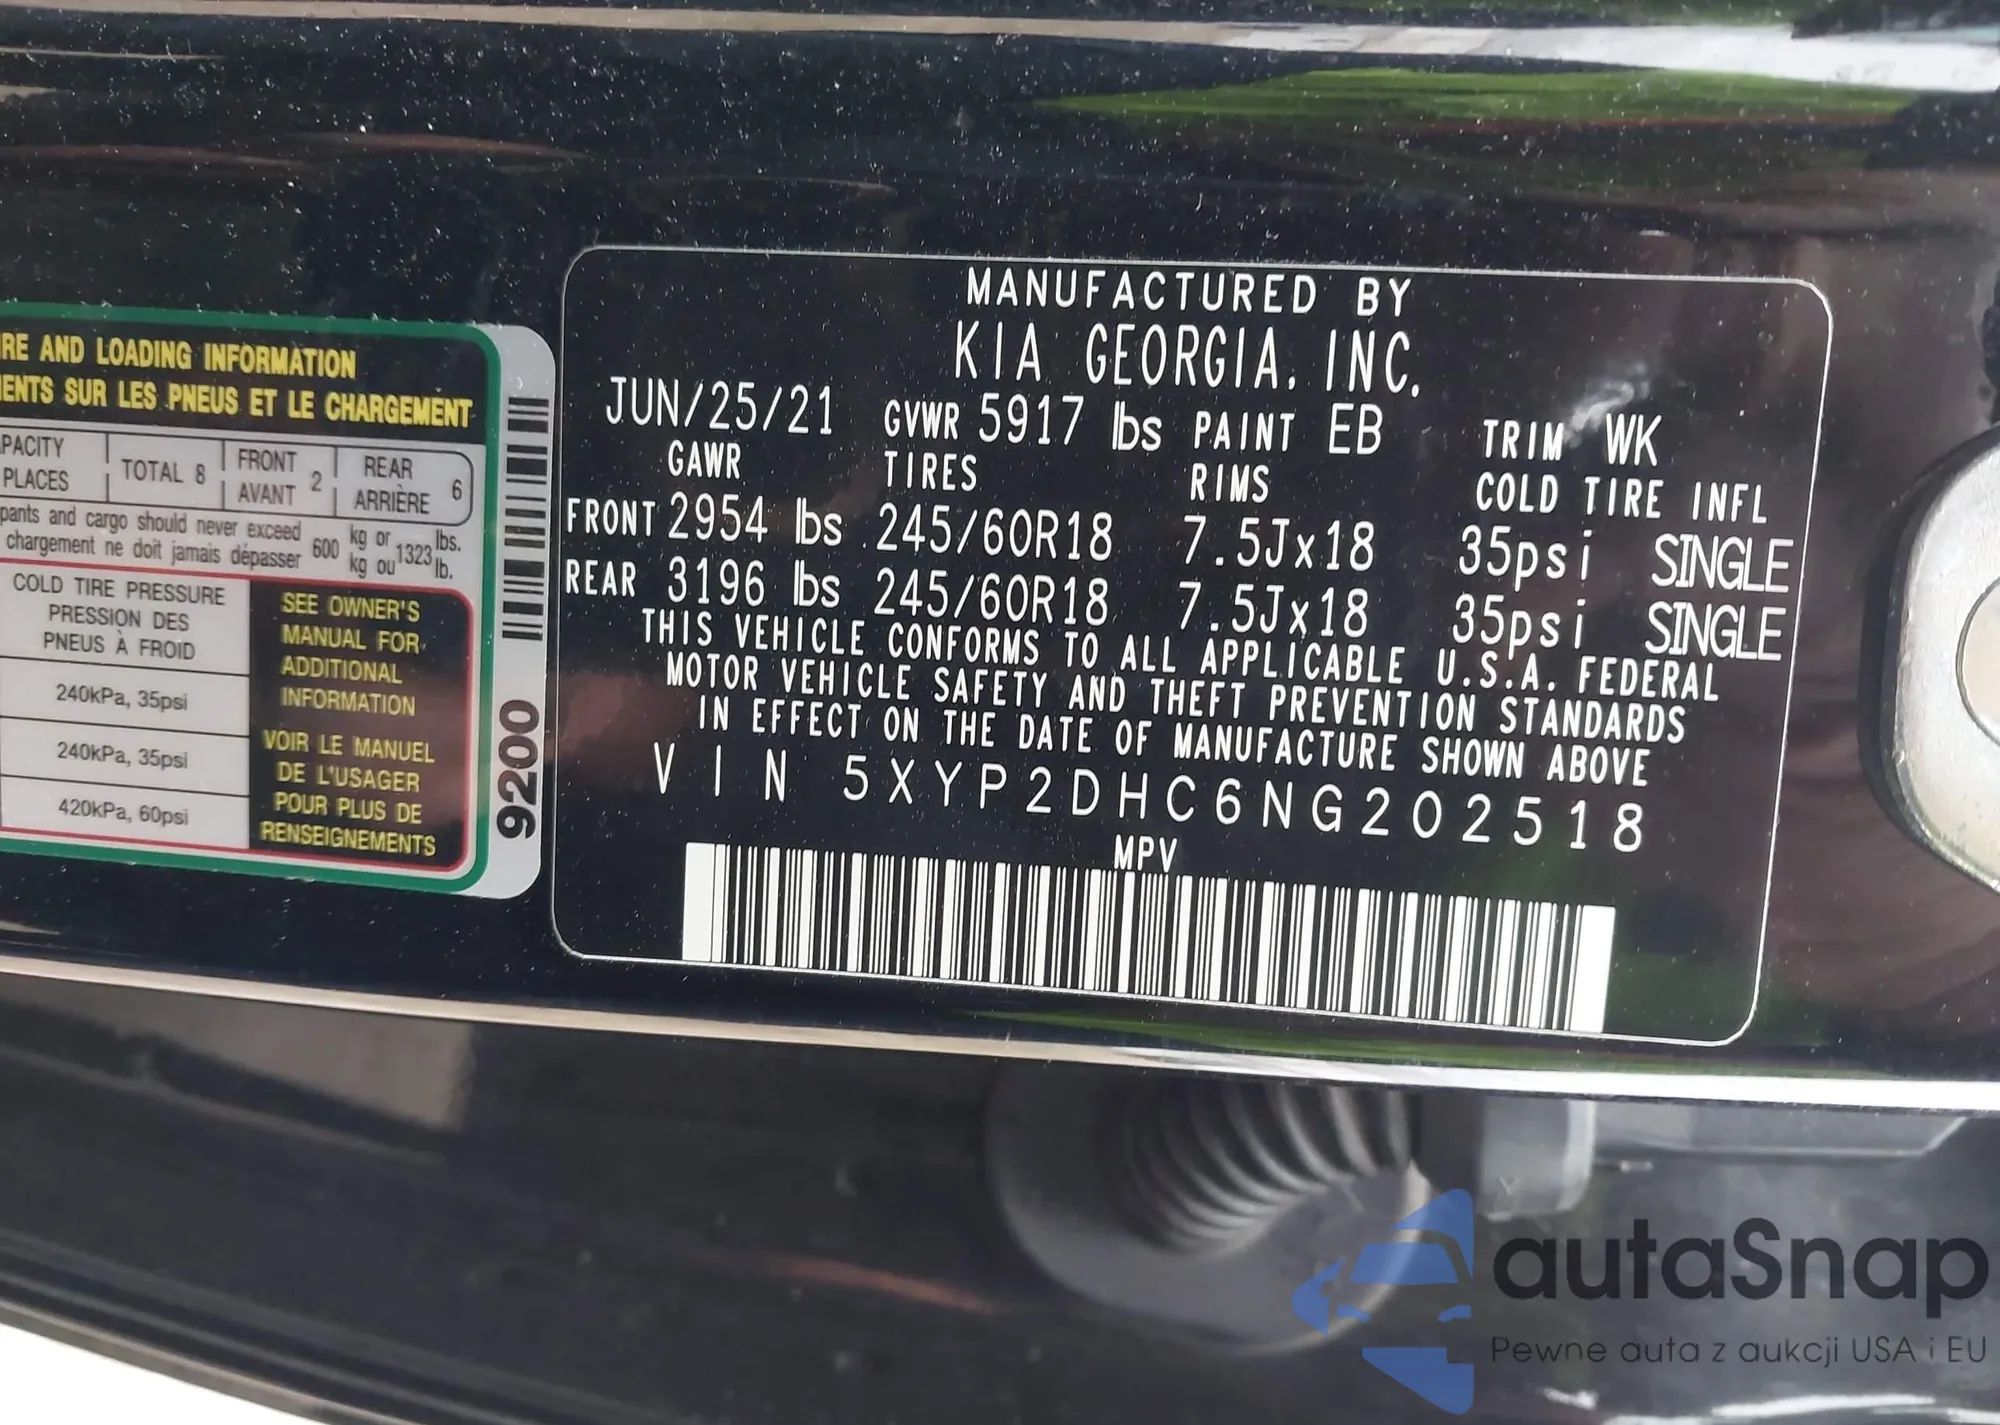 RE AND LOADING INFORMATION
ENTS SUR LES PNEUS ET LE CHARGEMENT
PACITY
PLACES
TOTAL 8
FRONT
AVANT
2
REAR
ARRIÈRE
6
pants and cargo should never exceed
chargement ne doit jamais dépasser
600
kg or
kg ou
1323
lbs.
lb.
COLD TIRE PRESSURE
PRESSION DES
PNEUS À FROID
240kPa, 35psi
240kPa, 35psi
420kPa, 60psi
SEE OWNER'S
MANUAL FOR
ADDITIONAL
INFORMATION
VOIR LE MANUEL
DE L'USAGER
POUR PLUS DE
RENSEIGNEMENTS
9200
MANUFACTURED BY
KIA GEORGIA, INC.
JUN/25/21 GVWR 5917 lbs PAINT EB TRIM WK
GAWR TIRES RIMS COLD TIRE INFL
FRONT 2954 lbs 245/60R18 7.5Jx18 35psi SINGLE
REAR 3196 lbs 245/60R18 7.5Jx18 35psi SINGLE
THIS VEHICLE CONFORMS TO ALL APPLICABLE U.S.A. FEDERAL
MOTOR VEHICLE SAFETY AND THEFT PREVENTION STANDARDS
IN EFFECT ON THE DATE OF MANUFACTURE SHOWN ABOVE
VIN 5XYP2DHC6NG202518
MPV
autaSnap
Pewne auta z aukcji USA i EU